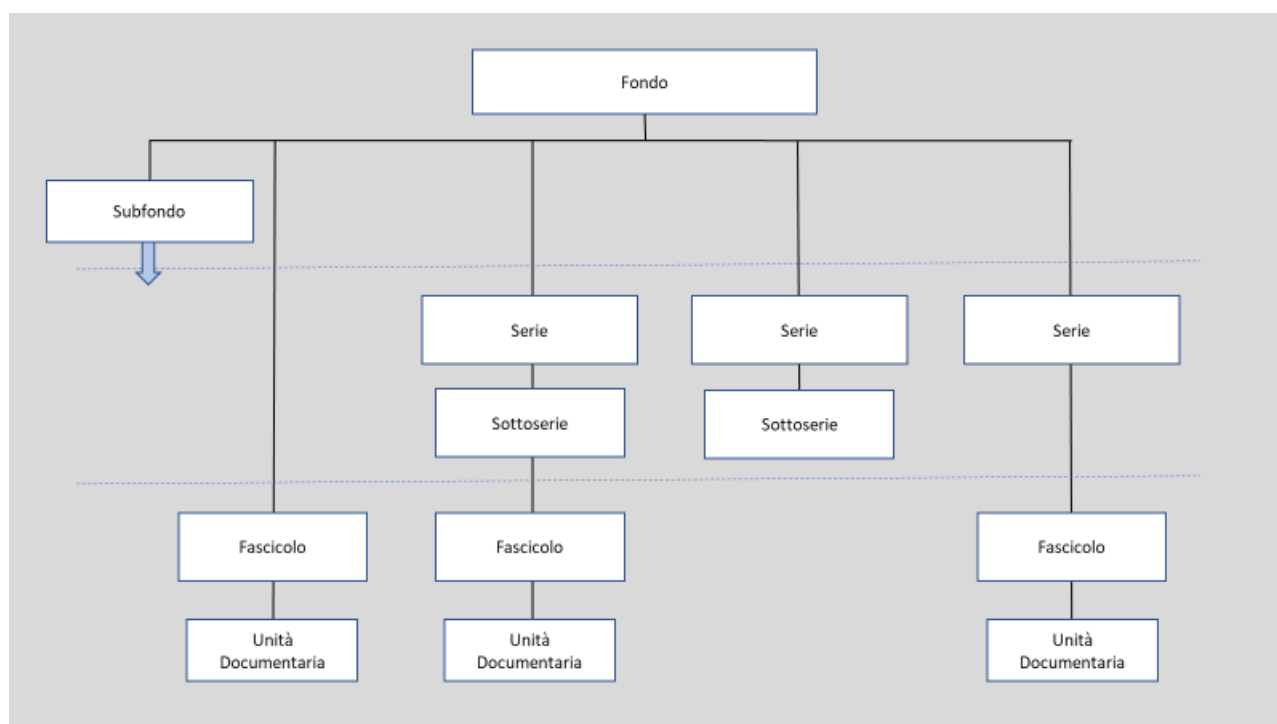 Fondo
Subfondo
Serie
Serie
Serie
Sottoserie
Sottoserie
Fascicolo
Fascicolo
Fascicolo
Unità
Documentaria
Unità
Documentaria
Unità
Documentaria